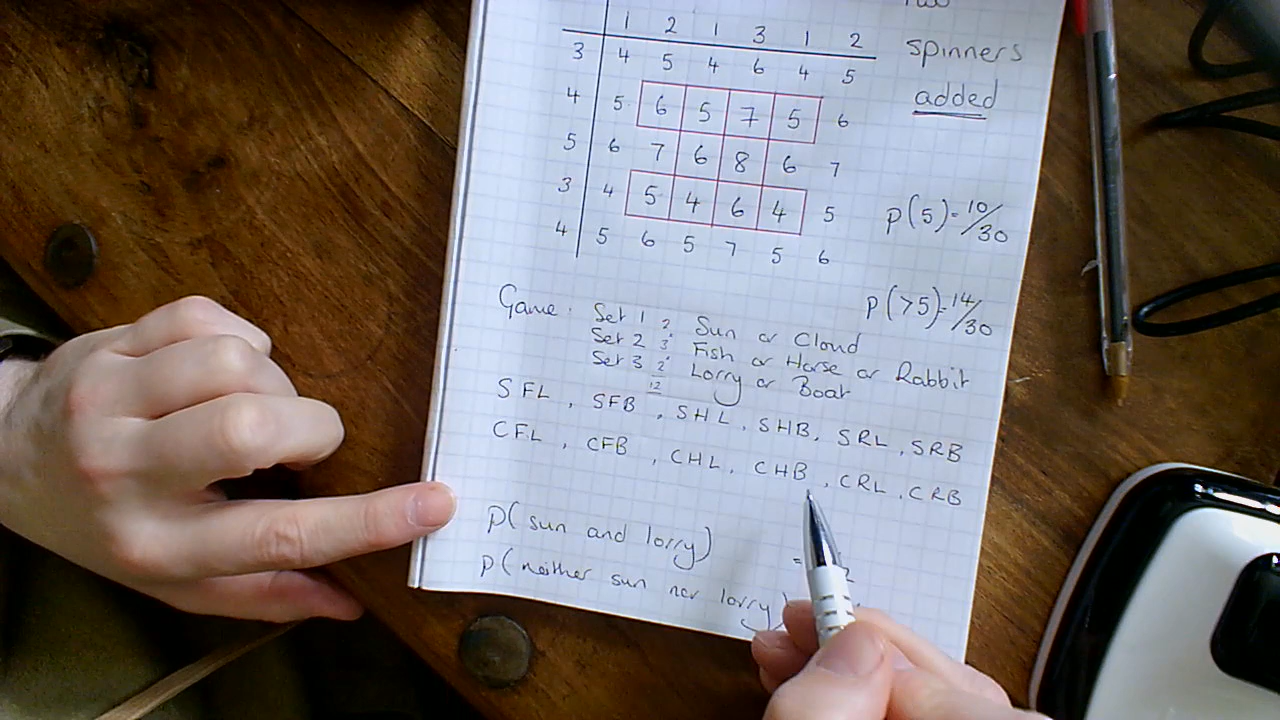 Two
1 2 1 3 1 2
spinners
3 4 5 4 6 4 5
added
4 5 6 5 7 5 6
5 6 7 6 8 6 7
3 4 5 4 6 4 5
p(5)=10/30
4 5 6 5 7 5 6
p(>5)=14/30
Game: Set 1 2 Sun or Cloud
Set 2 3 Fish or Horse or Rabbit
Set 3 2 Lorry or Boat
12
SFL, SFB, SHL, SHB, SRL, SRB
CFL, CFB, CHL, CHB, CRL, CRB
p(sun and lorry) =
p(neither sun nor lorry)